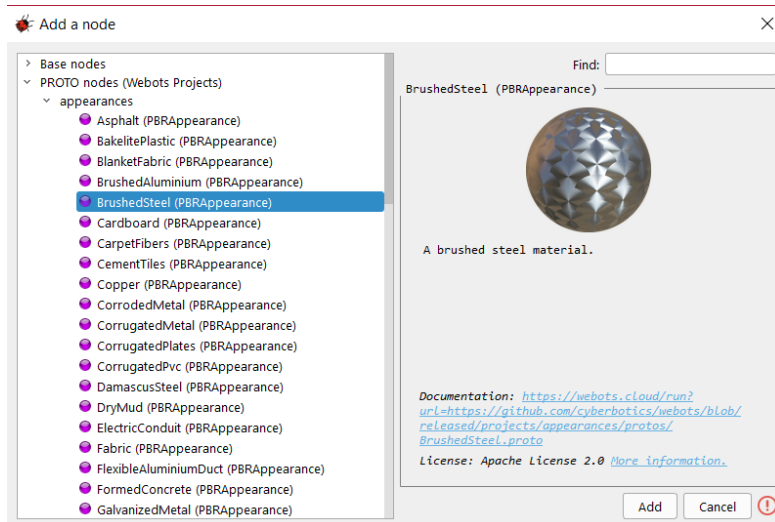 Add a node
Base nodes
PROTO nodes (Webots Projects)
appearances
Asphalt (PBRAppearance)
BakelitePlastic (PBRAppearance)
BlanketFabric (PBRAppearance)
BrushedAluminium (PBRAppearance)
BrushedSteel (PBRAppearance)
Cardboard (PBRAppearance)
CarpetFibers (PBRAppearance)
CementTiles (PBRAppearance)
Copper (PBRAppearance)
CorrodedMetal (PBRAppearance)
CorrugatedMetal (PBRAppearance)
CorrugatedPlates (PBRAppearance)
CorrugatedPvc (PBRAppearance)
DamascusSteel (PBRAppearance)
DryMud (PBRAppearance)
ElectricConduit (PBRAppearance)
Fabric (PBRAppearance)
FlexibleAluminiumDuct (PBRAppearance)
FormedConcrete (PBRAppearance)
GalvanizedMetal (PBRAppearance)
Find:
BrushedSteel (PBRAppearance)
A brushed steel material.
Documentation: https://webots.cloud/run?
url=https://github.com/cyberbotics/webots/blob/
released/projects/appearances/protos/
BrushedSteel.proto
License: Apache License 2.0 More information.
Add Cancel